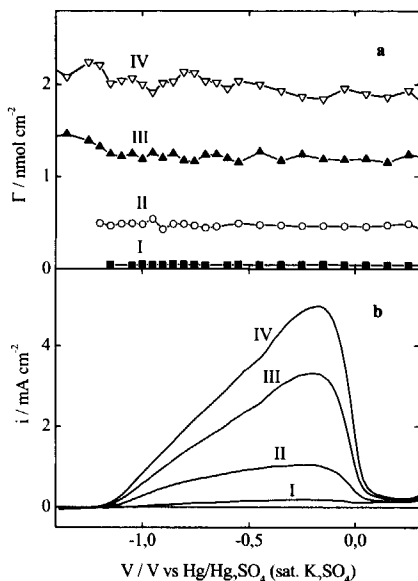 a
IV
III
II
I
2
1
0
Γ / nmol cm⁻²
b
IV
III
II
I
4
2
0
i / mA cm⁻²
-1,0 -0,5 0,0
V / V vs Hg/Hg₂SO₄ (sat. K₂SO₄)